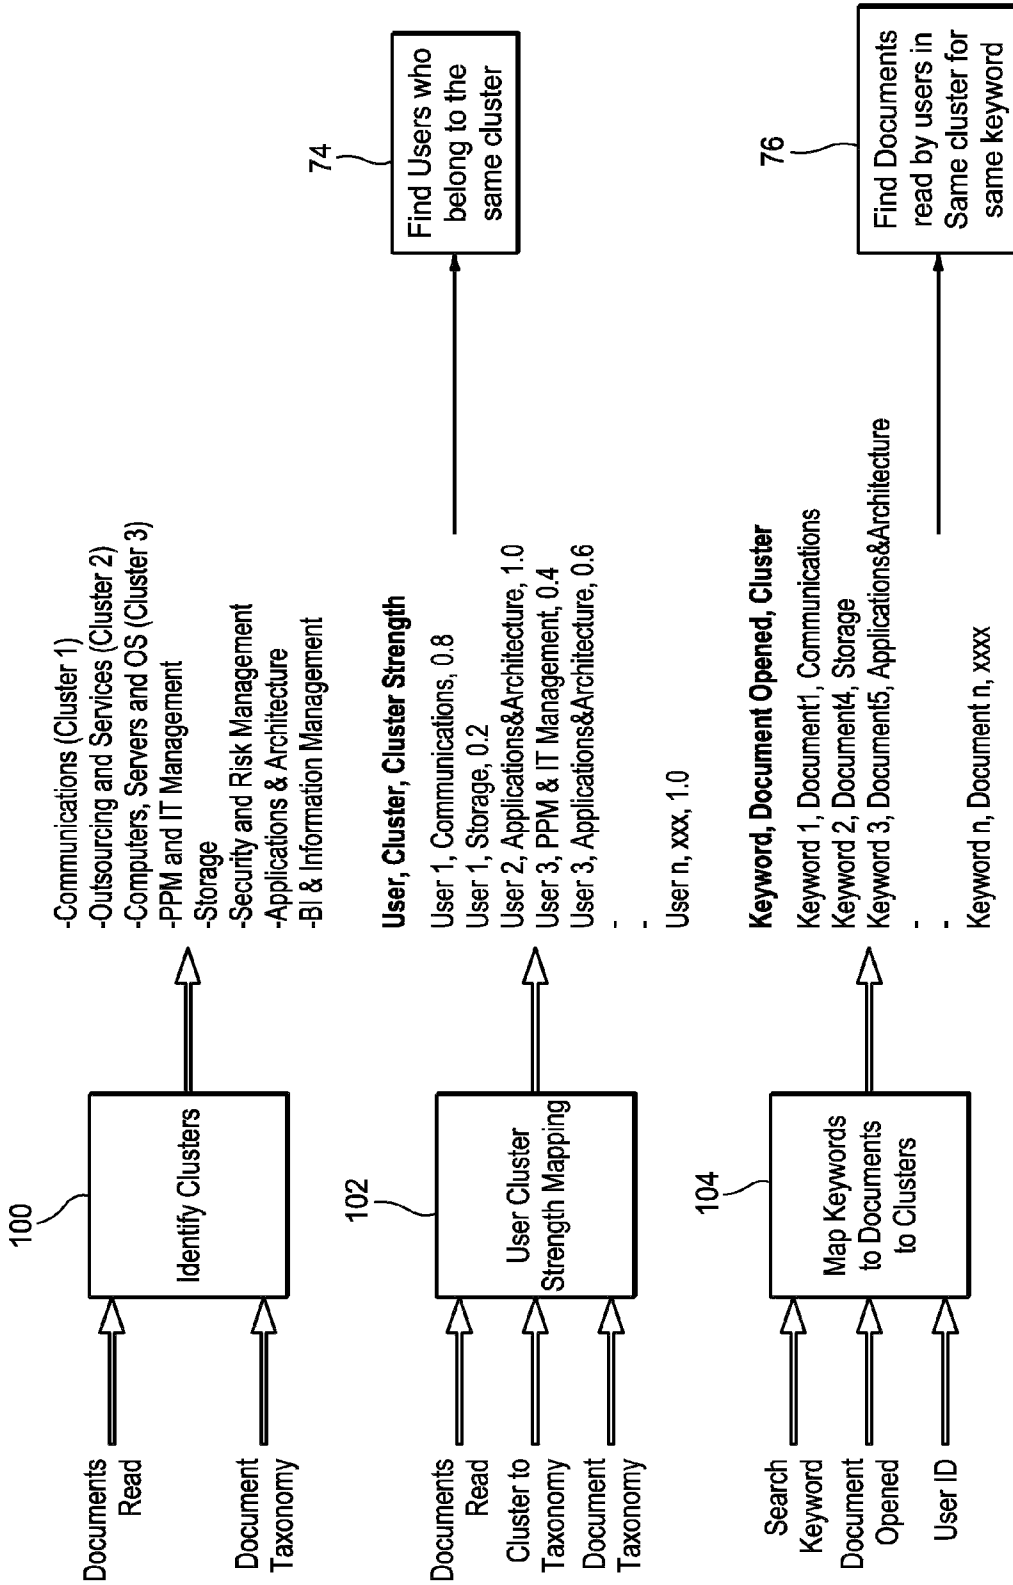 Documents
Read
Document
Taxonomy
100
Identify Clusters
-Communications (Cluster 1)
-Outsourcing and Services (Cluster 2)
-Computers, Servers and OS (Cluster 3)
-PPM and IT Management
-Storage
-Security and Risk Management
-Applications & Architecture
-BI & Information Management
Documents
Read
Cluster to
Taxonomy
Document
Taxonomy
102
User Cluster
Strength Mapping
User, Cluster, Cluster Strength
User 1, Communications, 0.8
User 1, Storage, 0.2
User 2, Applications&Architecture, 1.0
User 3, PPM & IT Management, 0.4
User 3, Applications&Architecture, 0.6
-
-
User n, xxx, 1.0
74
Find Users who
belong to the
same cluster
Search
Keyword
Document
Opened
User ID
104
Map Keywords
to Documents
to Clusters
Keyword, Document Opened, Cluster
Keyword 1, Document1, Communications
Keyword 2, Document4, Storage
Keyword 3, Document5, Applications&Architecture
-
-
Keyword n, Document n, xxxx
76
Find Documents
read by users in
Same cluster for
same keyword